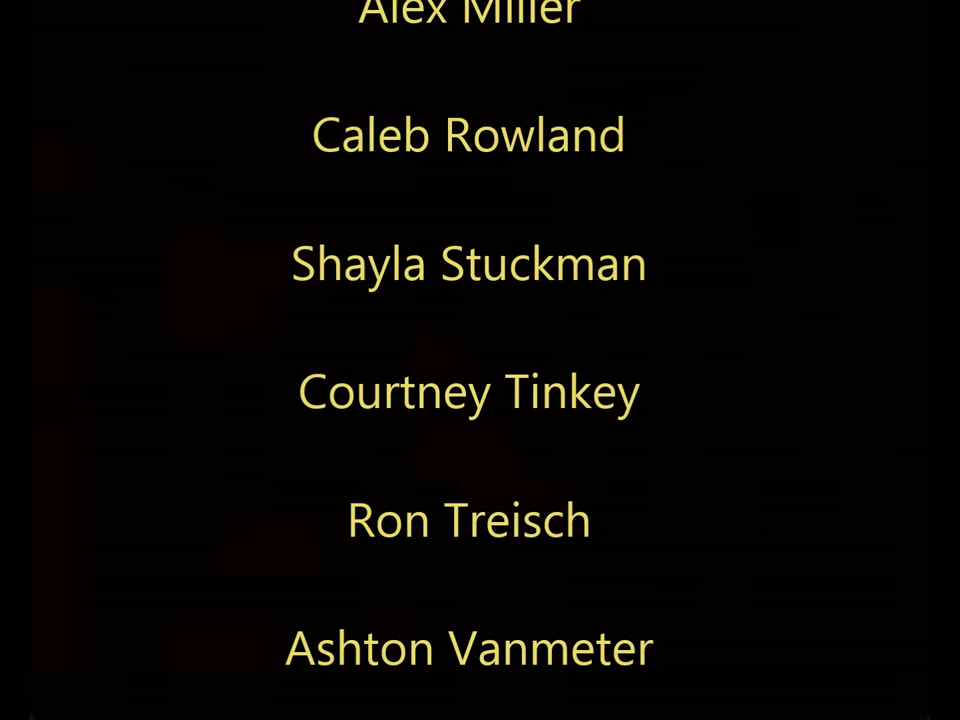 Alex Miller
Caleb Rowland
Shayla Stuckman
Courtney Tinkey
Ron Treisch
Ashton Vanmeter